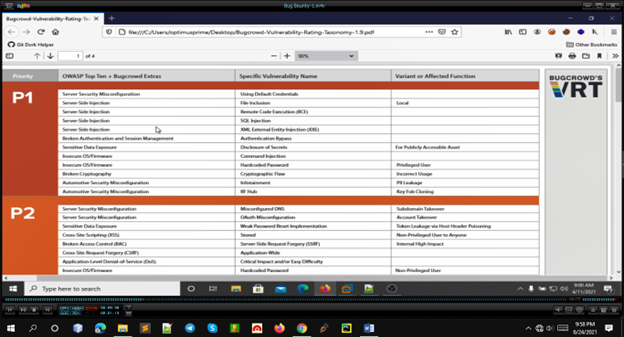 Bug Bounty-1.m4v
Bugcrowd-Vulnerability-Rating-Taxonomy
file:///C:/Users/optimusprime/Desktop/Bugcrowd-Vulnerability-Rating-Taxonomy-1.9.pdf
Git Dork Helper
Other Bookmarks
1 of 4
90%
Priority OWASP Top Ten + Bugcrowd Extras Specific Vulnerability Name Variant or Affected Function
BUGCROWD'S
VRT
P1
Server Security Misconfiguration Using Default Credentials
Server-Side Injection File Inclusion Local
Server-Side Injection Remote Code Execution (RCE)
Server-Side Injection SQL Injection
Server-Side Injection XML External Entity Injection (XXE)
Broken Authentication and Session Management Authentication Bypass
Sensitive Data Exposure Disclosure of Secrets For Publicly Accessible Asset
Insecure OS/Firmware Command Injection
Insecure OS/Firmware Hardcoded Password Privileged User
Broken Cryptography Cryptographic Flaw Incorrect Usage
Automotive Security Misconfiguration Infotainment PII Leakage
Automotive Security Misconfiguration RF Hub Key Fob Cloning
P2
Server Security Misconfiguration Misconfigured DNS Subdomain Takeover
Server Security Misconfiguration OAuth Misconfiguration Account Takeover
Sensitive Data Exposure Weak Password Reset Implementation Token Leakage via Host Header Poisoning
Cross-Site Scripting (XSS) Stored Non-Privileged User to Anyone
Broken Access Control (BAC) Server-Side Request Forgery (SSRF) Internal High Impact
Cross-Site Request Forgery (CSRF) Application-Wide
Application-Level Denial-of-Service (DoS) Critical Impact and/or Easy Difficulty
Insecure OS/Firmware Hardcoded Password Non-Privileged User
Type here to search
9:00 AM
4/11/2021
9:58 PM
6/24/2021